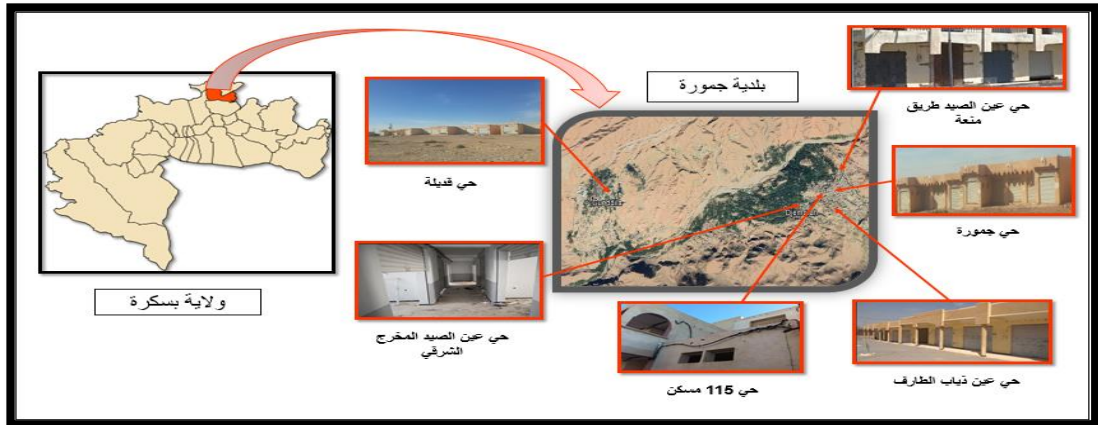 حي عين الصيد طريق
منعة
بلدية جمورة
حي قديلة
حي جمورة
ولاية بسكرة
حي عين الصيد المخرج
الشرقي
حي 115 مسكن
حي عين ذياب الطارف